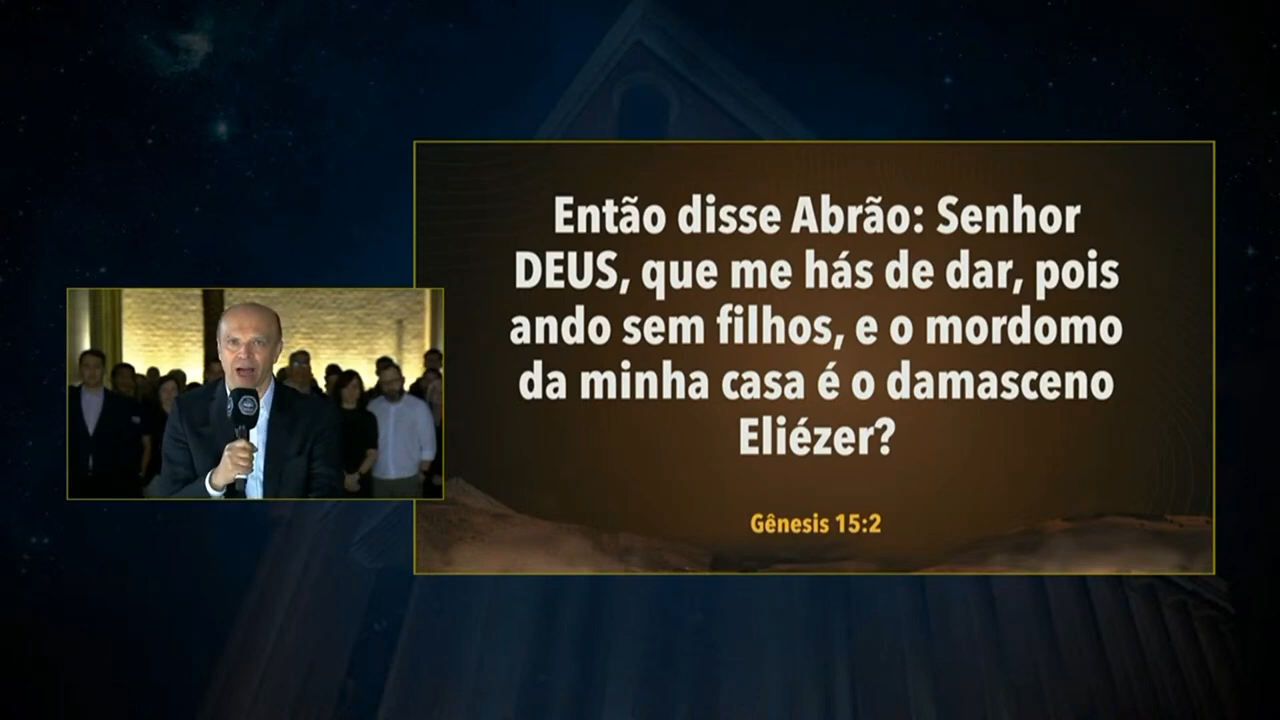 Então disse Abrão: Senhor
DEUS, que me hás de dar, pois
ando sem filhos, e o mordomo
da minha casa é o damasceno
Eliézer?
Gênesis 15:2